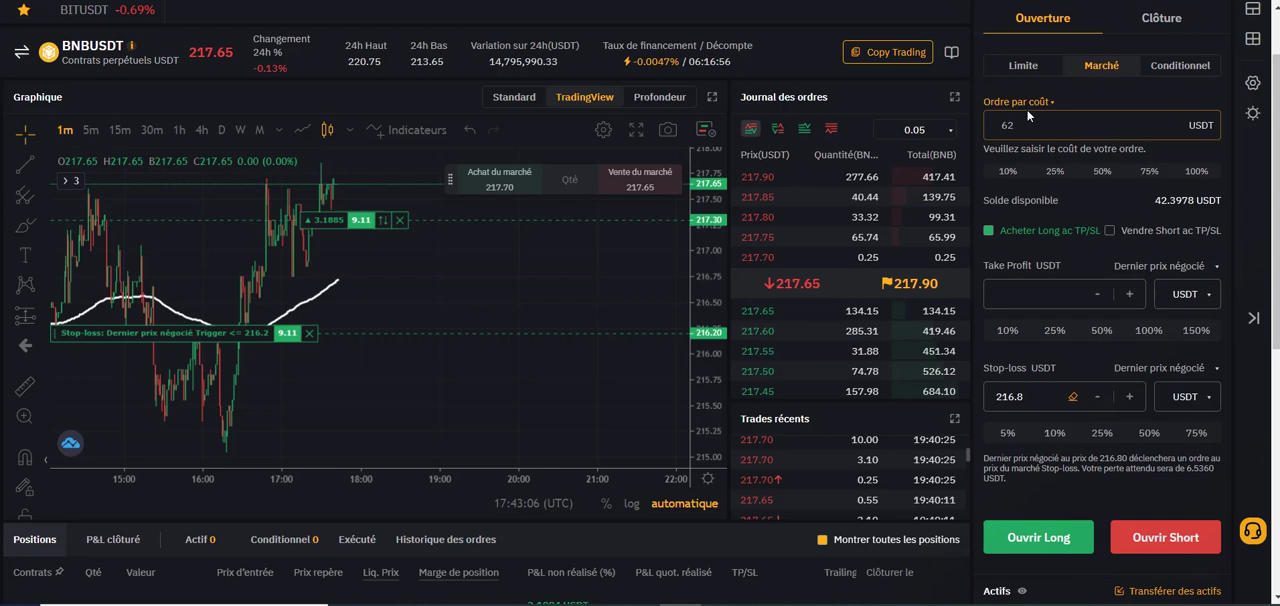 BITUSDT -0.69%
BNBUSDT
Contrats perpétuels USDT
217.65
Changement
24h %
-0.13%
24h Haut
220.75
24h Bas
213.65
Variation sur 24h(USDT)
14,795,990.33
Taux de financement / Décompte
-0.0047% / 06:16:56
Copy Trading
Graphique
Standard TradingView Profondeur
1m 5m 15m 30m 1h 4h D W M Indicateurs
O217.65 H217.65 B217.65 C217.65 0.00 (0.00%)
3
Achat du marché
217.70
Qté
Vente du marché
217.65
3.1885 9.11
Stop-loss: Dernier prix négocié Trigger <= 216.2 9.11
218.00
217.75
217.65
217.50
217.30
217.00
216.75
216.50
216.20
216.00
215.75
215.50
215.25
215.00
15:00 16:00 17:00 18:00 19:00 20:00 21:00 22:00
17:43:06 (UTC) % log automatique
Journal des ordres
0.05
Prix(USDT) Quantité(BN... Total(BNB)
217.90 277.66 417.41
217.85 40.44 139.75
217.80 33.32 99.31
217.75 65.74 65.99
217.70 0.25 0.25
217.65 217.90
217.65 134.15 134.15
217.60 285.31 419.46
217.55 31.88 451.34
217.50 74.78 526.12
217.45 157.98 684.10
Trades récents
217.70 10.00 19:40:25
217.70 3.10 19:40:25
217.70 0.25 19:40:25
217.65 0.55 19:40:11
Ouverture Clôture
Limite Marché Conditionnel
Ordre par coût
62 USDT
Veuillez saisir le coût de votre ordre.
10% 25% 50% 75% 100%
Solde disponible 42.3978 USDT
Acheter Long ac TP/SL Vendre Short ac TP/SL
Take Profit USDT Dernier prix négocié
- + USDT
10% 25% 50% 100% 150%
Stop-loss USDT Dernier prix négocié
216.8 - + USDT
5% 10% 25% 50% 75%
Dernier prix négocié au prix de 216.80 déclenchera un ordre au
prix du marché Stop-loss. Votre perte attendu sera de 6.5360
USDT.
Ouvrir Long Ouvrir Short
Actifs Transférer des actifs
Positions P&L clôturé Actif 0 Conditionnel 0 Exécuté Historique des ordres
Montrer toutes les positions
Contrats Qté Valeur Prix d'entrée Prix repère Liq. Prix Marge de position P&L non réalisé (%) P&L quot. réalisé TP/SL Trailing Clôturer le